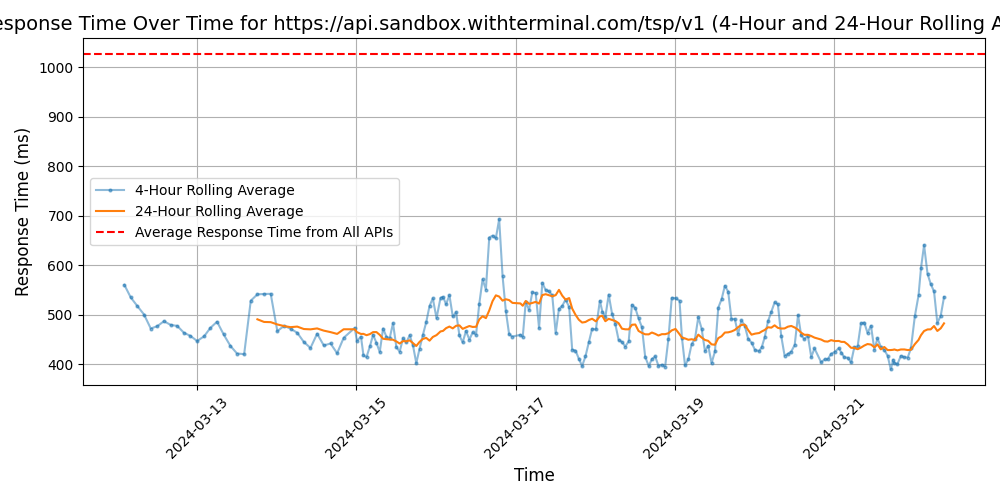 esponse Time Over Time for https://api.sandbox.withterminal.com/tsp/v1 (4-Hour and 24-Hour Rolling A
Response Time (ms)
1000
900
800
700
600
500
400
4-Hour Rolling Average
24-Hour Rolling Average
Average Response Time from All APIs
2024-03-13
2024-03-15
2024-03-17
2024-03-19
2024-03-21
Time